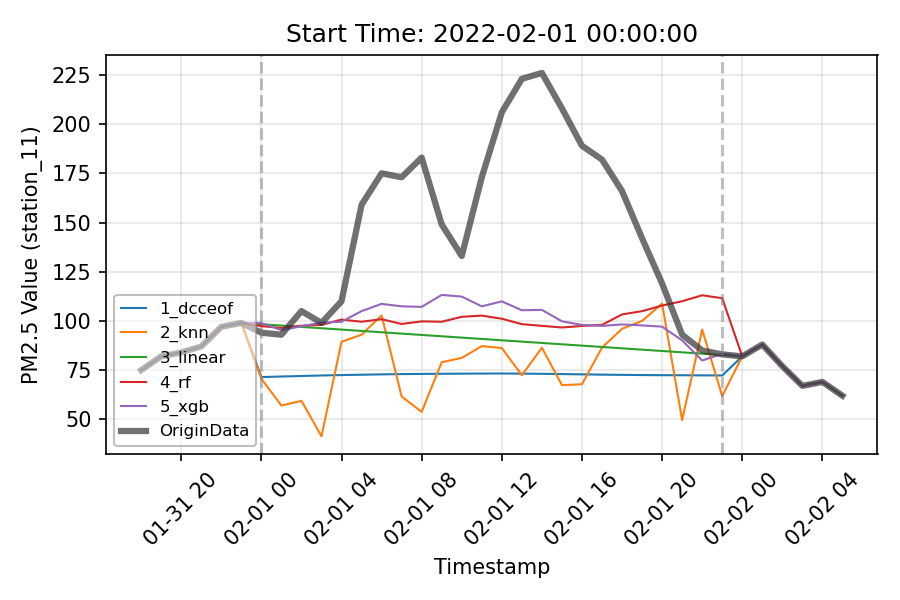 Start Time: 2022-02-01 00:00:00
PM2.5 Value (station_11)
225
200
175
150
125
100
75
50
1_dcceof
2_knn
3_linear
4_rf
5_xgb
OriginData
01-31 20
02-01 00
02-01 04
02-01 08
02-01 12
02-01 16
02-01 20
02-02 00
02-02 04
Timestamp